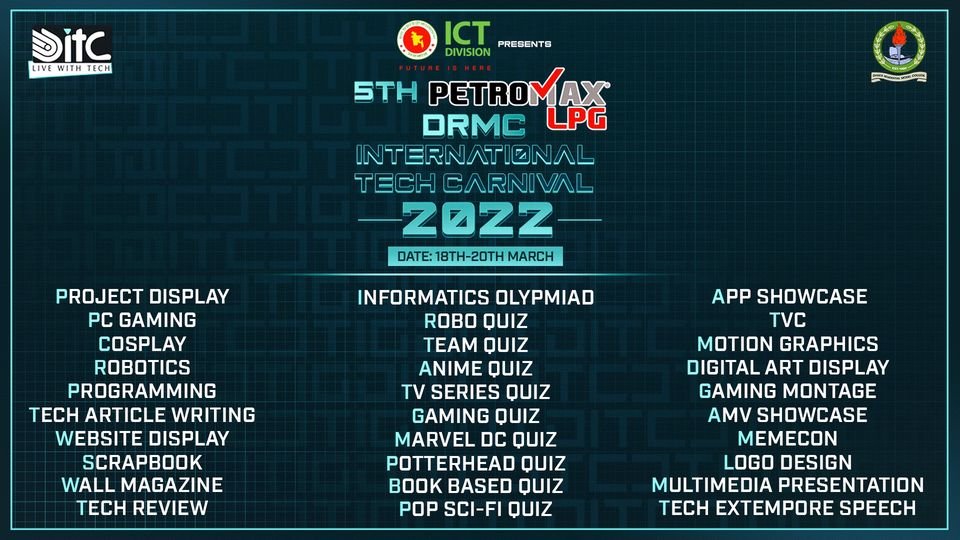 DITC
LIVE WITH TECH
ICT
DIVISION
PRESENTS
FUTURE IS HERE
5TH PETROMAX
LPG
DRMC
INTERNATIONAL
TECH CARNIVAL
2022
DATE: 18TH-20TH MARCH
PROJECT DISPLAY
PC GAMING
COSPLAY
ROBOTICS
PROGRAMMING
TECH ARTICLE WRITING
WEBSITE DISPLAY
SCRAPBOOK
WALL MAGAZINE
TECH REVIEW
INFORMATICS OLYPMIAD
ROBO QUIZ
TEAM QUIZ
ANIME QUIZ
TV SERIES QUIZ
GAMING QUIZ
MARVEL DC QUIZ
POTTERHEAD QUIZ
BOOK BASED QUIZ
POP SCI-FI QUIZ
APP SHOWCASE
TVC
MOTION GRAPHICS
DIGITAL ART DISPLAY
GAMING MONTAGE
AMV SHOWCASE
MEMECON
LOGO DESIGN
MULTIMEDIA PRESENTATION
TECH EXTEMPORE SPEECH